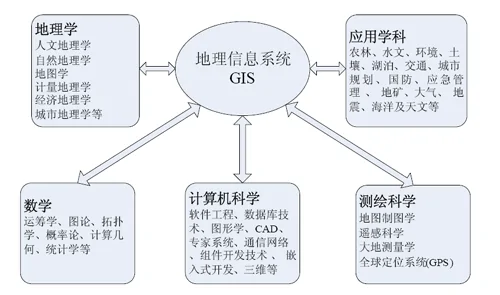 地理学
人文地理学
自然地理学
地图学
计量地理学
经济地理学
城市地理学等
地理信息系统
GIS
应用学科
农林、水文、环境、土
壤、湖泊、交通、城市
规划、国防、应急管理
、地矿、大气、地
震、海洋及天文等
数学
运筹学、图论、拓扑
学、概率论、计算几
何、统计学等
计算机科学
软件工程、数据库技
术、图形学、CAD、
专家系统、通信网络
、组件开发技术、嵌
入式开发、三维等
测绘科学
地图制图学
遥感科学
大地测量学
全球定位系统(GPS)